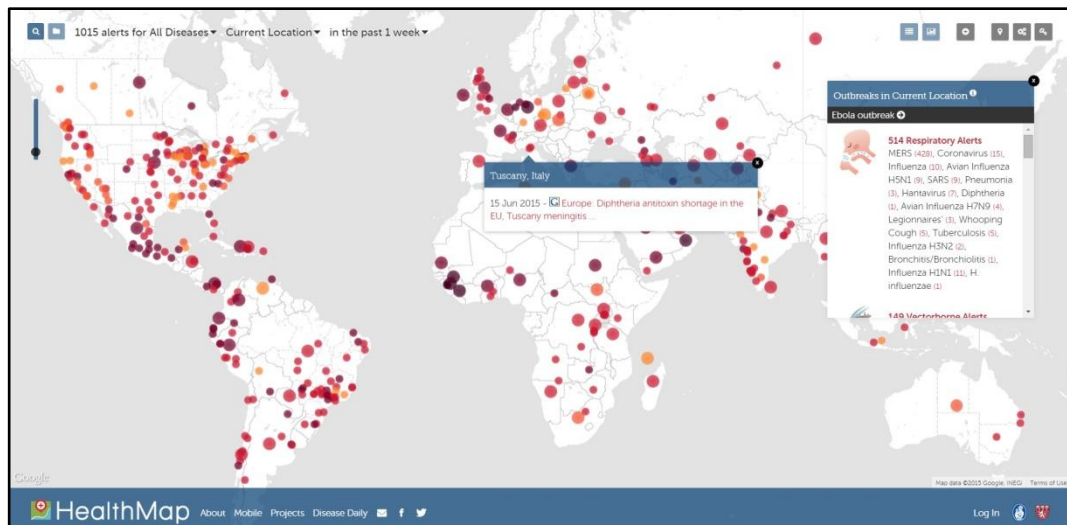 1015 alerts for All Diseases Current Location in the past 1 week
Outbreaks in Current Location
Ebola outbreak
514 Respiratory Alerts
MERS (428), Coronavirus (15),
Influenza (10), Avian Influenza
H5N1 (9), SARS (9), Pneumonia
(3), Hantavirus (7), Diphtheria
(1), Avian Influenza H7N9 (4),
Legionnaires' (3), Whooping
Cough (5), Tuberculosis (5),
Influenza H3N2 (2),
Bronchitis/Bronchiolitis (1),
Influenza H1N1 (11), H.
influenzae (1)
149 Vectorborne Alerts
Tuscany, Italy
15 Jun 2015 - Europe: Diphtheria antitoxin shortage in the
EU, Tuscany meningitis ...
Google
Map data ©2015 Google, INEGI Terms of Use
HealthMap About Mobile Projects Disease Daily Log In